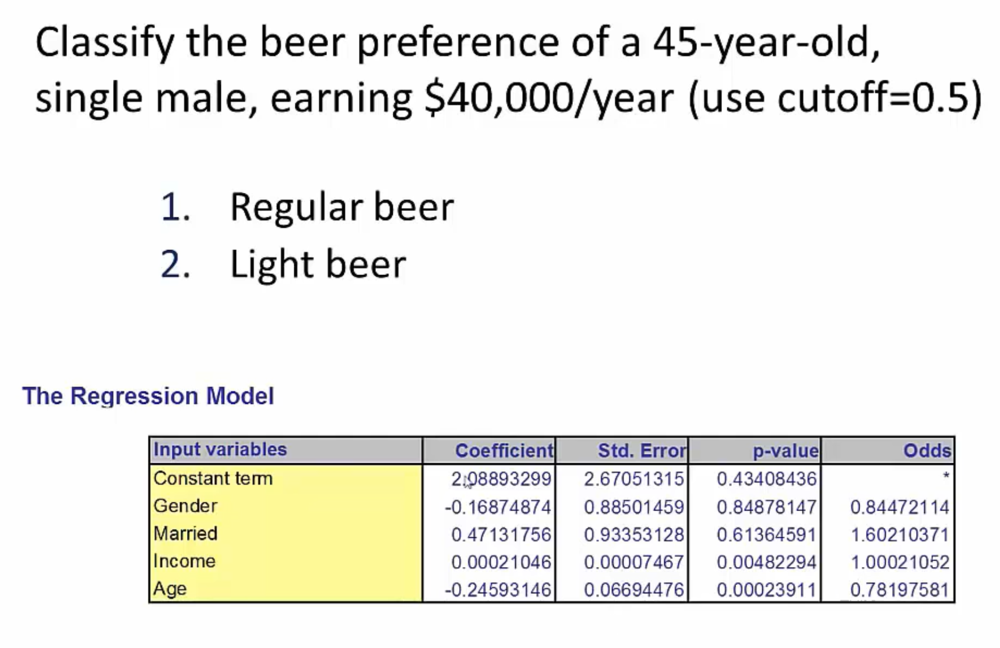 Classify the beer preference of a 45-year-old,
single male, earning $40,000/year (use cutoff=0.5)
1. Regular beer
2. Light beer
The Regression Model
Input variables Coefficient Std. Error p-value Odds
Constant term 2.08893299 2.67051315 0.43408436 *
Gender -0.16874874 0.88501459 0.84878147 0.84472114
Married 0.47131756 0.93353128 0.61364591 1.60210371
Income 0.00021046 0.00007467 0.00482294 1.00021052
Age -0.24593146 0.06694476 0.00023911 0.78197581